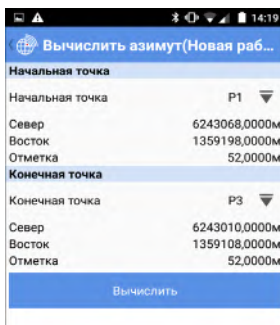 14:19
Вычислить азимут(Новая раб...
Начальная точка
Начальная точка P1
Север 6243068,0000м
Восток 1359198,0000м
Отметка 52,0000м
Конечная точка
Конечная точка P3
Север 6243010,0000м
Восток 1359108,0000м
Отметка 52,0000м
Вычислить